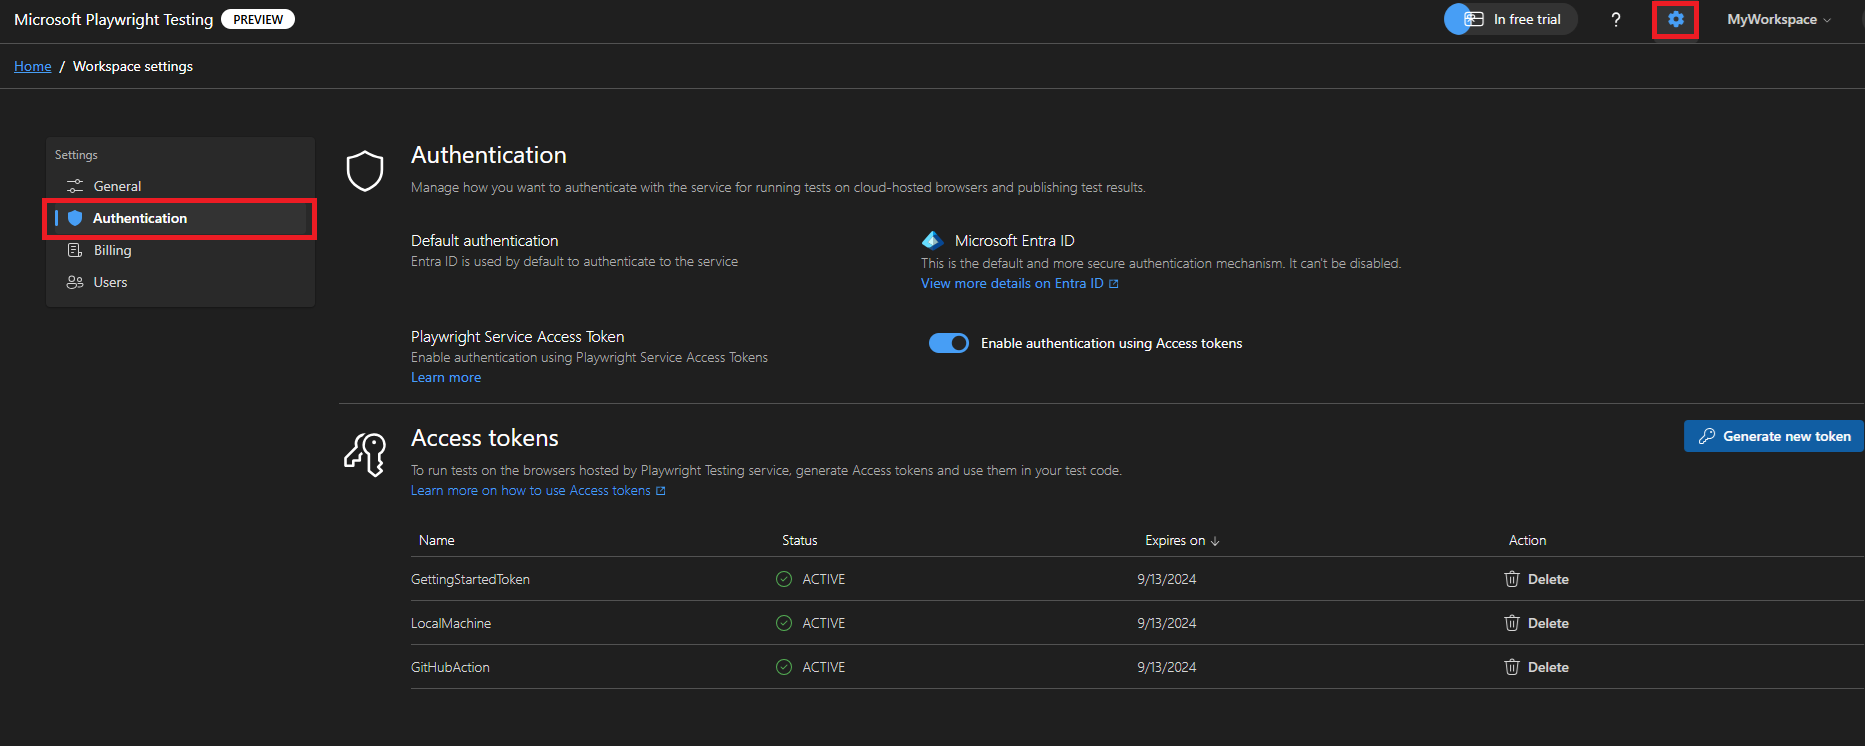 Microsoft Playwright Testing PREVIEW In free trial ? MyWorkspace
Home / Workspace settings
Settings
General
Authentication
Billing
Users
Authentication
Manage how you want to authenticate with the service for running tests on cloud-hosted browsers and publishing test results.
Default authentication
Entra ID is used by default to authenticate to the service
Microsoft Entra ID
This is the default and more secure authentication mechanism. It can't be disabled.
View more details on Entra ID
Playwright Service Access Token
Enable authentication using Playwright Service Access Tokens
Learn more
Enable authentication using Access tokens
Access tokens
Generate new token
To run tests on the browsers hosted by Playwright Testing service, generate Access tokens and use them in your test code.
Learn more on how to use Access tokens
Name Status Expires on ↓ Action
GettingStartedToken ACTIVE 9/13/2024 Delete
LocalMachine ACTIVE 9/13/2024 Delete
GitHubAction ACTIVE 9/13/2024 Delete